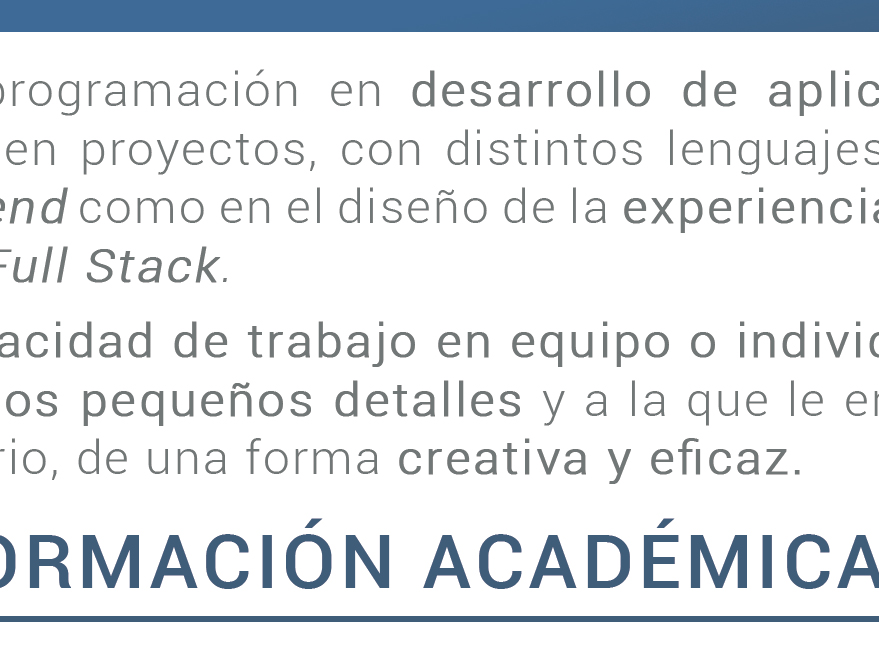 programación en desarrollo de aplic
en proyectos, con distintos lenguajes
end como en el diseño de la experiencia
Full Stack.
acidad de trabajo en equipo o individ
os pequeños detalles y a la que le en
rio, de una forma creativa y eficaz.
ORMACIÓN ACADÉMICA